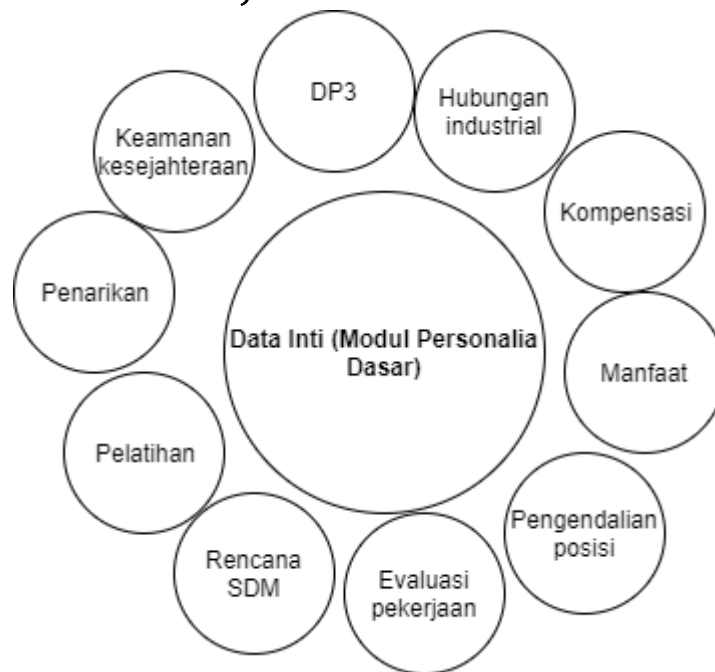 DP3
Hubungan
industrial
Keamanan
kesejahteraan
Kompensasi
Penarikan
Data Inti (Modul Personalia
Dasar)
Manfaat
Pelatihan
Pengendalian
posisi
Rencana
SDM
Evaluasi
pekerjaan